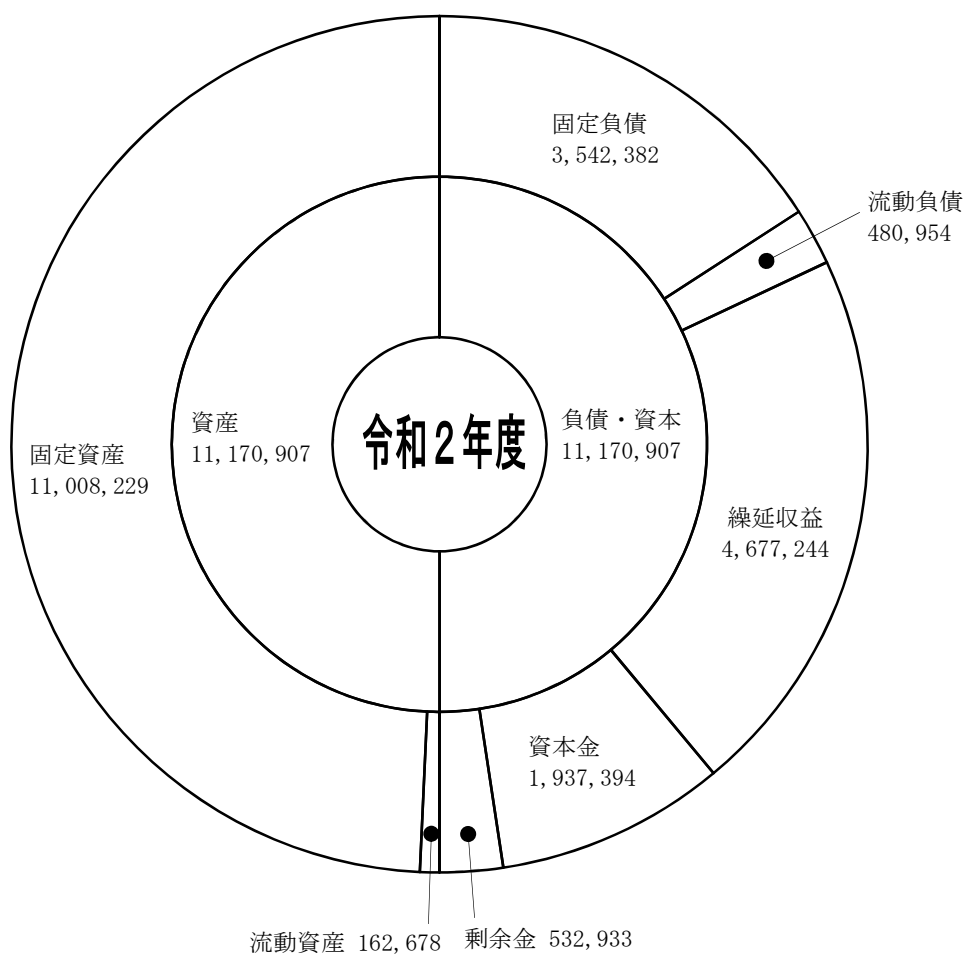 固定負債
3,542,382
流動負債
480,954
資産
11,170,907
令和２年度
負債・資本
11,170,907
固定資産
11,008,229
繰延収益
4,677,244
資本金
1,937,394
流動資産 162,678
剰余金 532,933